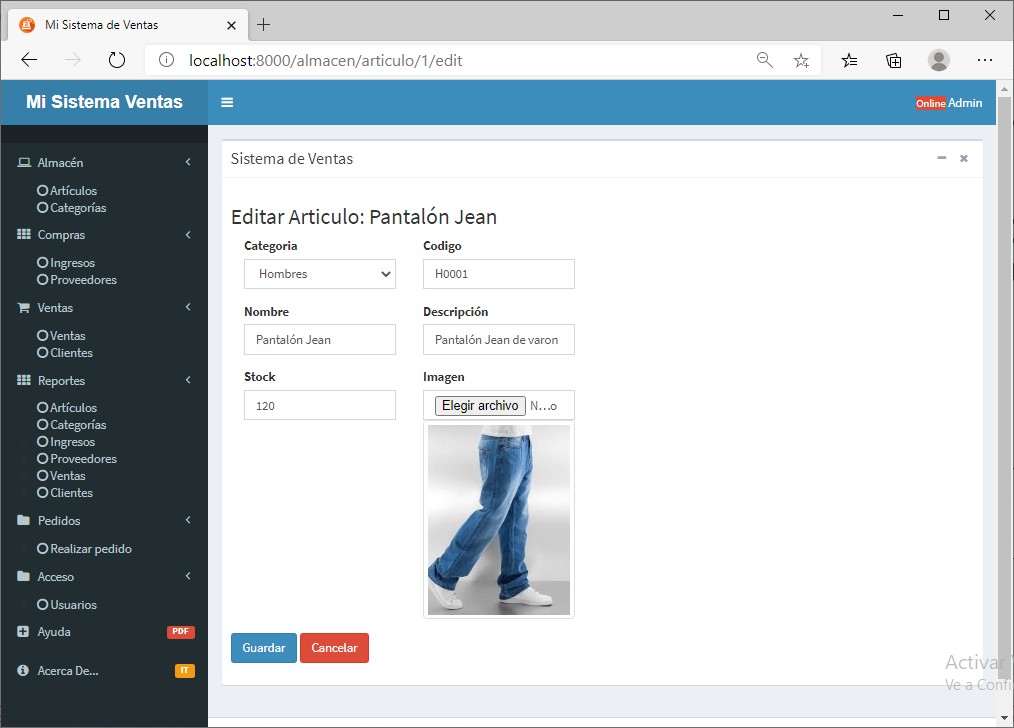 Mi Sistema de Ventas
localhost:8000/almacen/articulo/1/edit
Mi Sistema Ventas
Online Admin
Almacén
Artículos
Categorías
Compras
Ingresos
Proveedores
Ventas
Ventas
Clientes
Reportes
Artículos
Categorías
Ingresos
Proveedores
Ventas
Clientes
Pedidos
Realizar pedido
Acceso
Usuarios
Ayuda PDF
Acerca De... IT
Sistema de Ventas
Editar Articulo: Pantalón Jean
Categoria Codigo
Hombres H0001
Nombre Descripción
Pantalón Jean Pantalón Jean de varon
Stock Imagen
120 Elegir archivo N...o
Guardar Cancelar
Activar
Ve a Confi